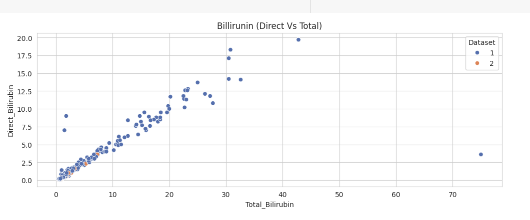 Billirunin (Direct Vs Total)
Dataset
1
2
Direct_Bilirubin
20.0
17.5
15.0
12.5
10.0
7.5
5.0
2.5
0.0
0 10 20 30 40 50 60 70
Total_Bilirubin